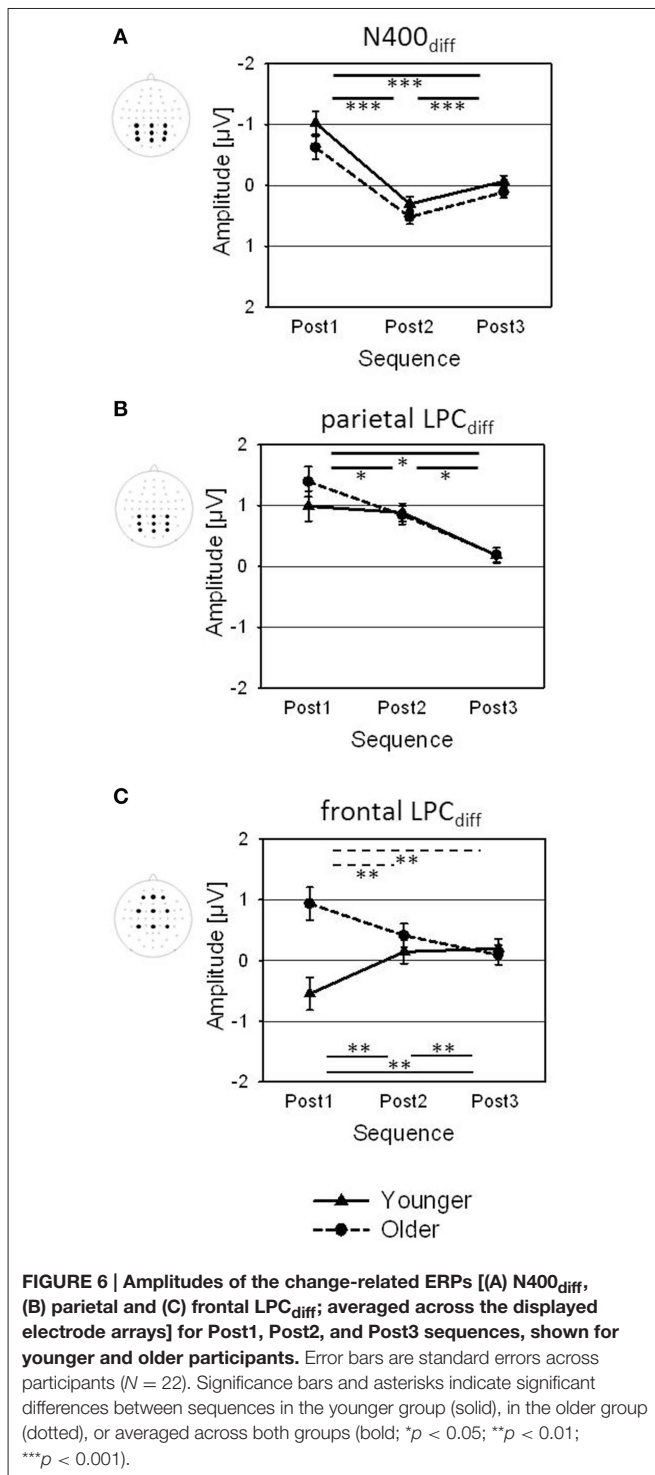 A
N400diff
-2
***
***
***
-1
Amplitude [µV]
0
1
2
Post1 Post2 Post3
Sequence
B
parietal LPCdiff
2
*
*
*
1
Amplitude [µV]
0
-1
-2
Post1 Post2 Post3
Sequence
C
frontal LPCdiff
2
**
**
1
Amplitude [µV]
0
-1
**
**
**
-2
Post1 Post2 Post3
Sequence
Younger
Older
FIGURE 6 | Amplitudes of the change-related ERPs [(A) N400diff,
(B) parietal and (C) frontal LPCdiff; averaged across the displayed
electrode arrays] for Post1, Post2, and Post3 sequences, shown for
younger and older participants. Error bars are standard errors across
participants (N = 22). Significance bars and asterisks indicate significant
differences between sequences in the younger group (solid), in the older group
(dotted), or averaged across both groups (bold; *p < 0.05; **p < 0.01;
***p < 0.001).